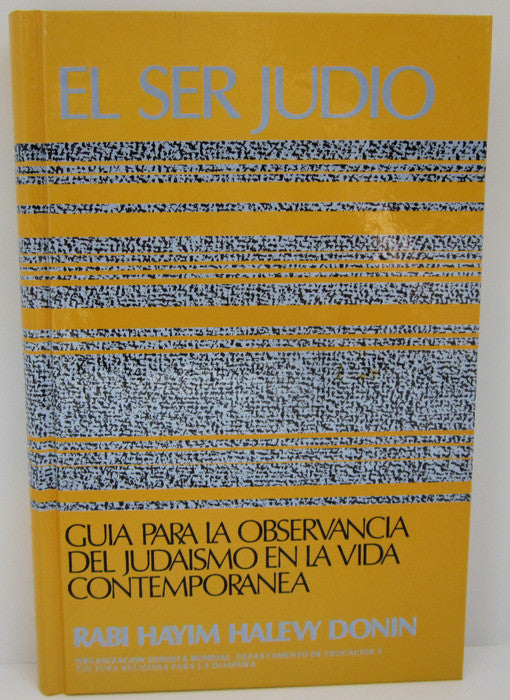 EL SER JUDIO
GUIA PARA LA OBSERVANCIA
DEL JUDAISMO EN LA VIDA
CONTEMPORANEA
RABI HAYIM HALEVY DONIN
ORGANIZACION SIONISTA MUNDIAL DEPARTAMENTO DE EDUCACION Y
CULTURA RELIGIOSA PARA LA DIASPORA